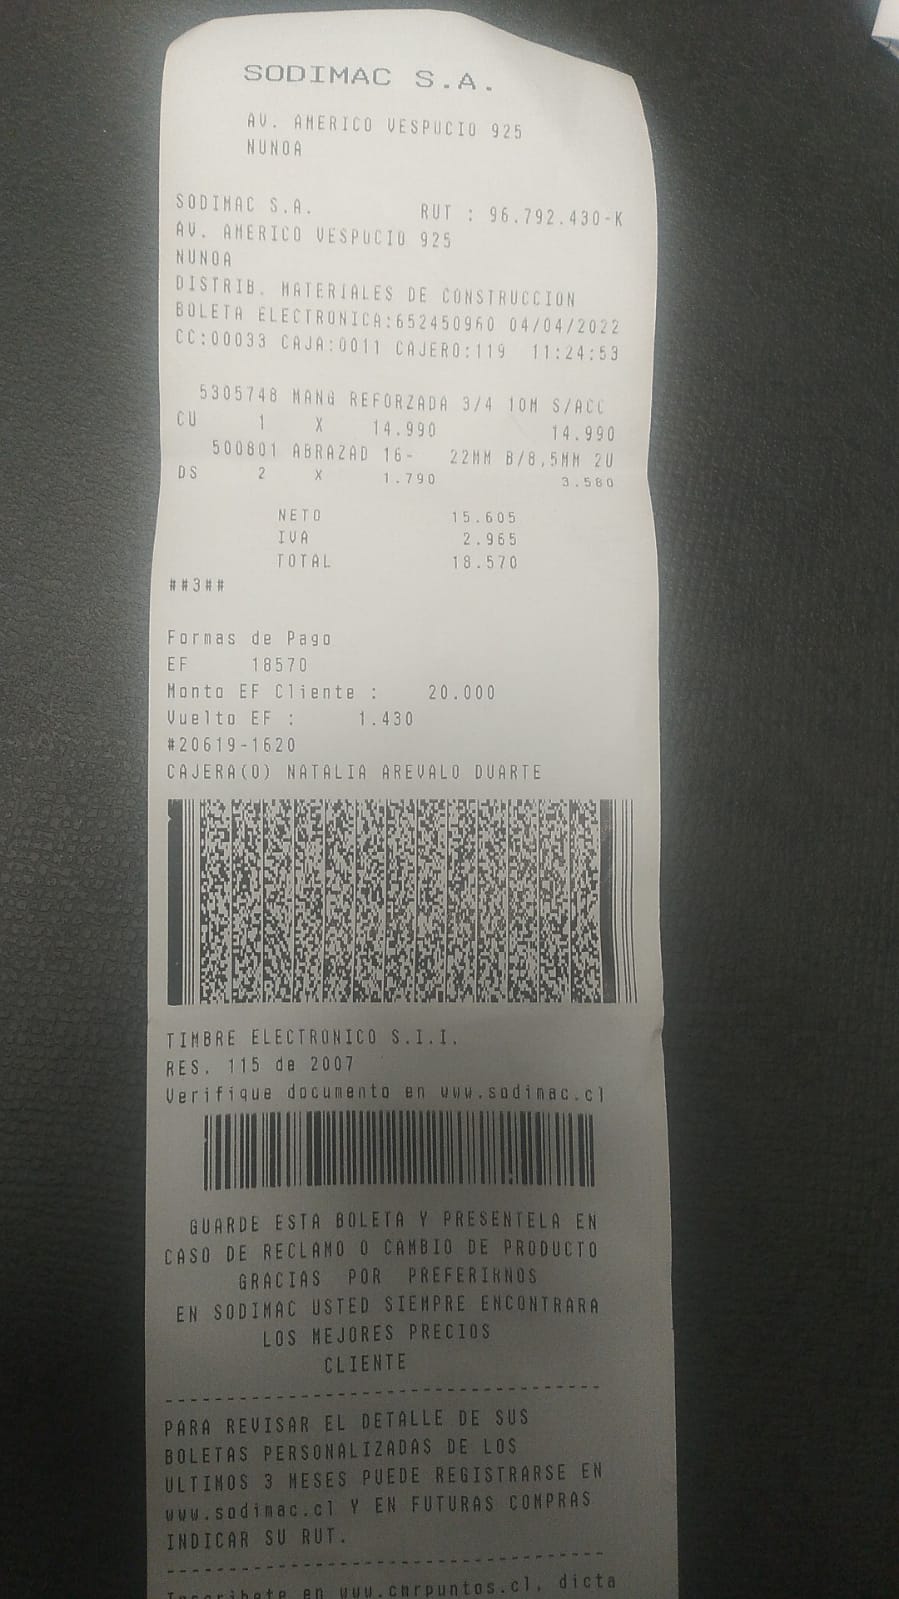 SODIMAC S.A.
AV. AMERICO VESPUCIO 925
NUNOA
SODIMAC S.A. RUT : 96.792.430-K
AV. AMERICO VESPUCIO 925
NUNOA
DISTRIB. MATERIALES DE CONSTRUCCION
BOLETA ELECTRONICA:652450960 04/04/2022
CC:00033 CAJA:0011 CAJERO:119 11:24:53
5305748 MANG REFORZADA 3/4 10M S/ACC
CU 1 X 14.990 14.990
500801 ABRAZAD 16- 22MM B/8,5MM 2U
DS 2 X 1.790 3.580
NETO 15.605
IVA 2.965
TOTAL 18.570
##3##
Formas de Pago
EF 18570
Monto EF Cliente : 20.000
Vuelto EF : 1.430
#20619-1620
CAJERA(O) NATALIA AREVALO DUARTE
TIMBRE ELECTRONICO S.I.I.
RES. 115 de 2007
Verifique documento en www.sodimac.cl
GUARDE ESTA BOLETA Y PRESENTELA EN
CASO DE RECLAMO O CAMBIO DE PRODUCTO
GRACIAS POR PREFERIRNOS
EN SODIMAC USTED SIEMPRE ENCONTRARA
LOS MEJORES PRECIOS
CLIENTE
----------------------------------------
PARA REVISAR EL DETALLE DE SUS
BOLETAS PERSONALIZADAS DE LOS
ULTIMOS 3 MESES PUEDE REGISTRARSE EN
www.sodimac.cl Y EN FUTURAS COMPRAS
INDICAR SU RUT.
----------------------------------------
Inscribete en www.cmrpuntos.cl, dicta